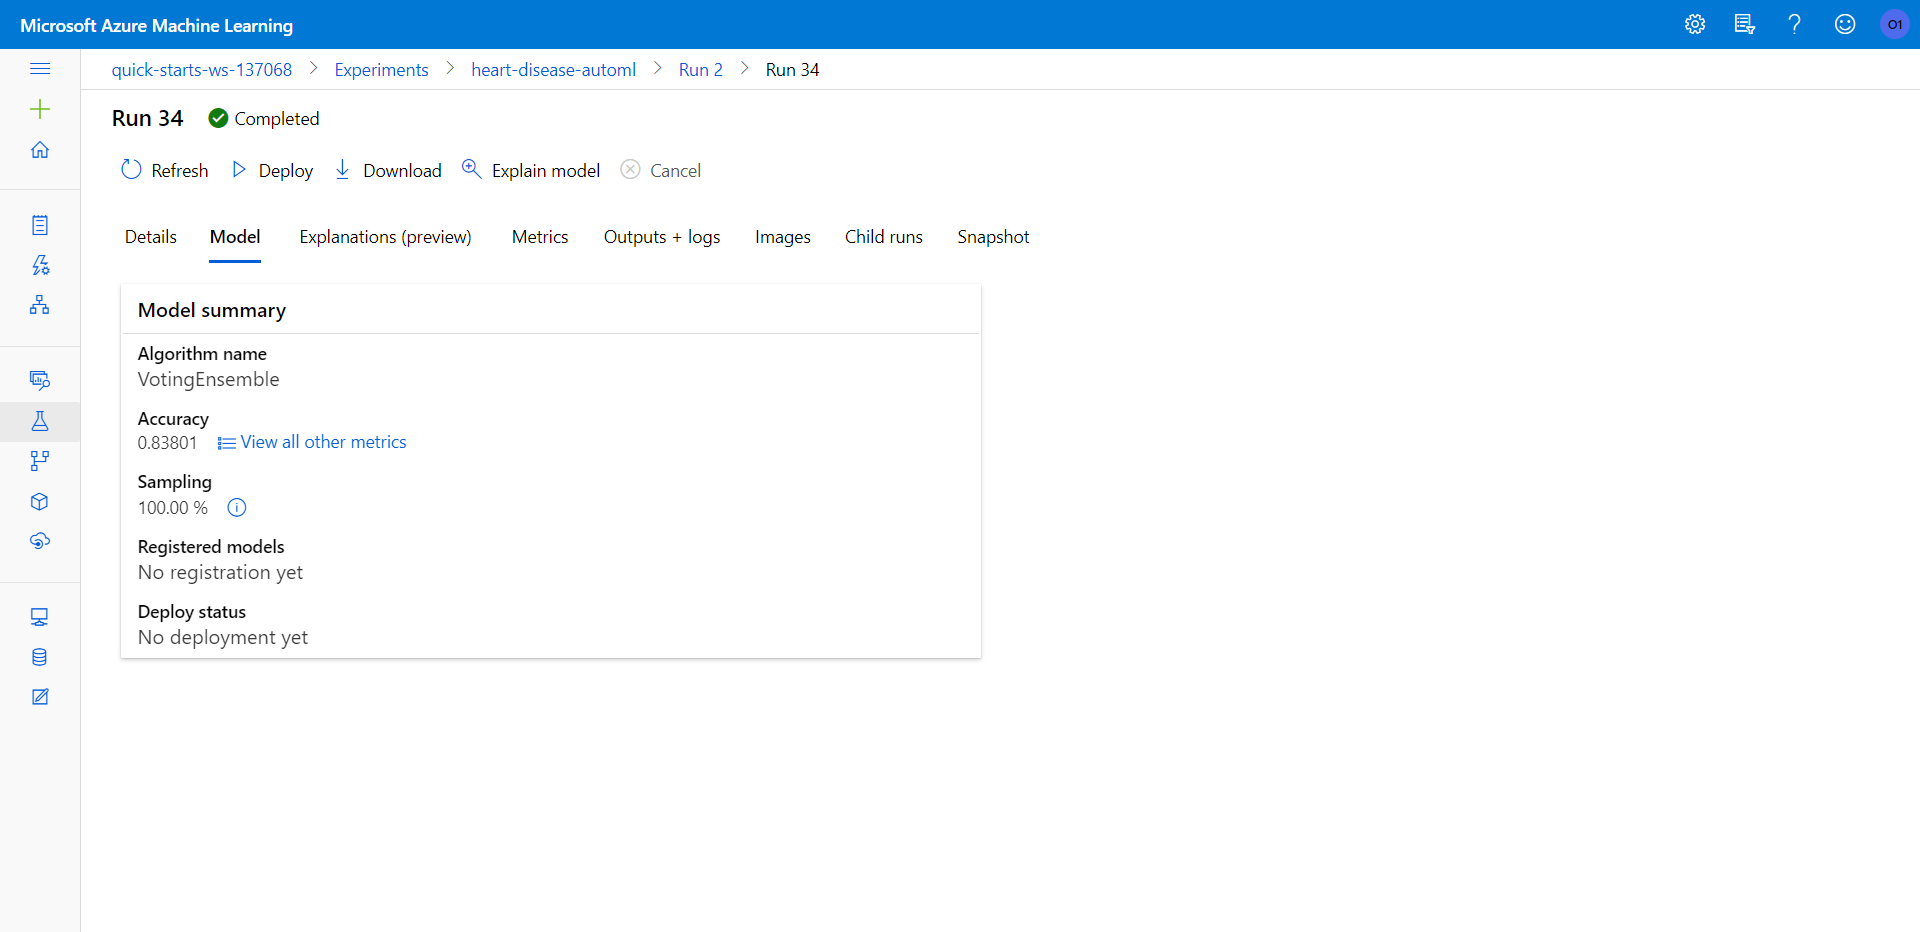 Microsoft Azure Machine Learning
O1
quick-starts-ws-137068 > Experiments > heart-disease-automl > Run 2 > Run 34
Run 34 Completed
Refresh Deploy Download Explain model Cancel
Details Model Explanations (preview) Metrics Outputs + logs Images Child runs Snapshot
Model summary
Algorithm name
VotingEnsemble
Accuracy
0.83801 View all other metrics
Sampling
100.00 %
Registered models
No registration yet
Deploy status
No deployment yet